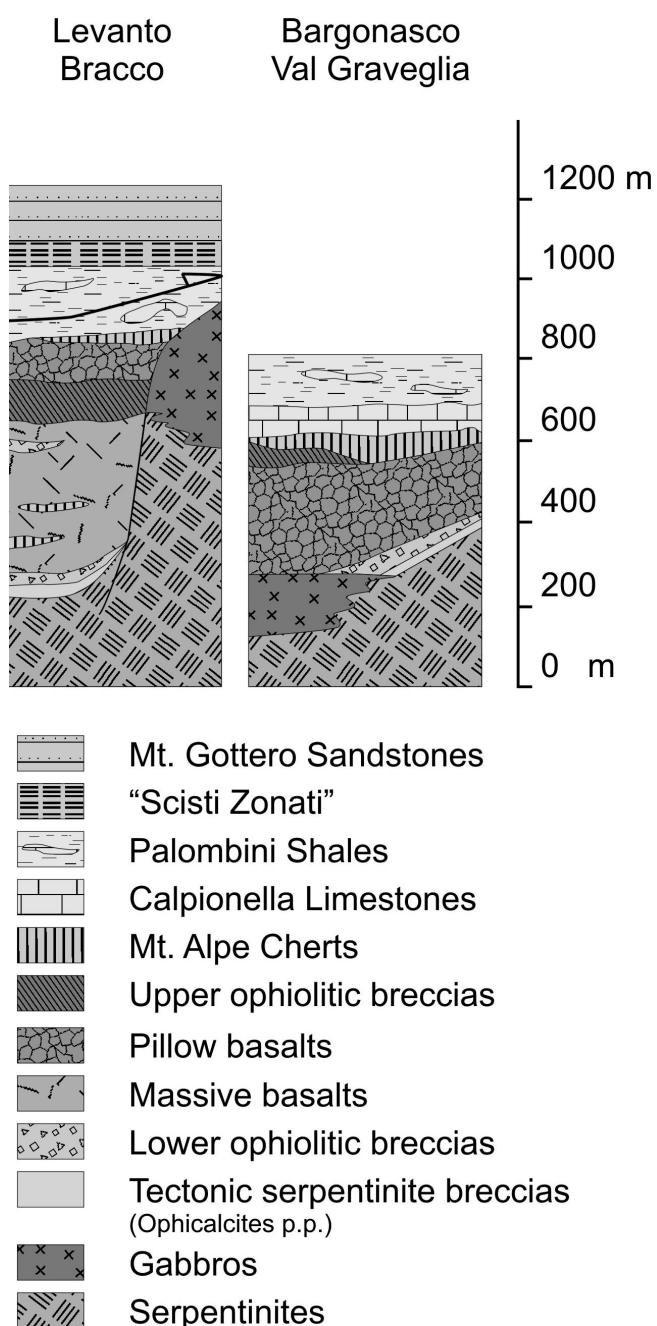 Levanto
Bracco
Bargonasco
Val Graveglia
1200 m
1000
800
600
400
200
0 m
Mt. Gottero Sandstones
“Scisti Zonati”
Palombini Shales
Calpionella Limestones
Mt. Alpe Cherts
Upper ophiolitic breccias
Pillow basalts
Massive basalts
Lower ophiolitic breccias
Tectonic serpentinite breccias
(Ophicalcites p.p.)
Gabbros
Serpentinites